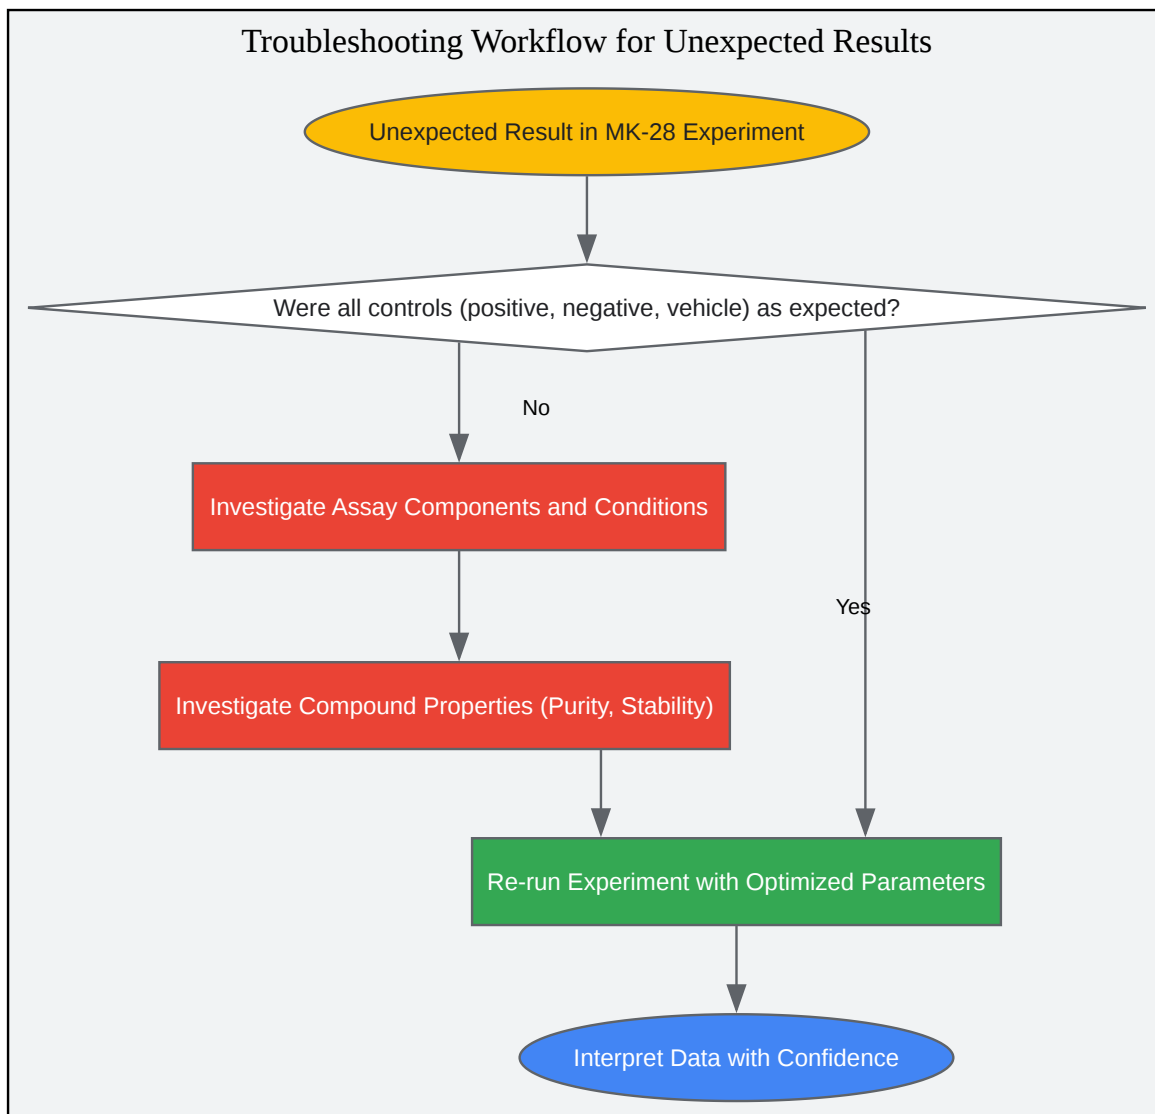 Troubleshooting Workflow for Unexpected Results
Unexpected Result in MK-28 Experiment
Were all controls (positive, negative, vehicle) as expected?
No
Investigate Assay Components and Conditions
Yes
Investigate Compound Properties (Purity, Stability)
Re-run Experiment with Optimized Parameters
Interpret Data with Confidence